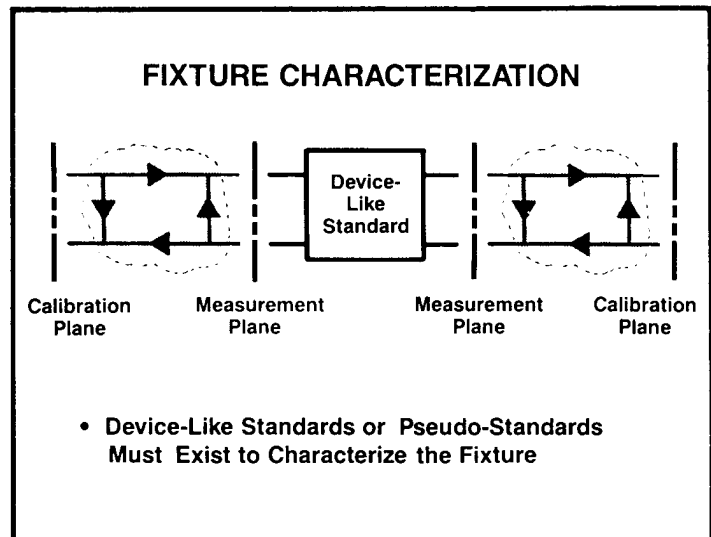 FIXTURE CHARACTERIZATION
Device-
Like
Standard
Calibration
Plane
Measurement
Plane
Measurement
Plane
Calibration
Plane
• Device-Like Standards or Pseudo-Standards
Must Exist to Characterize the Fixture